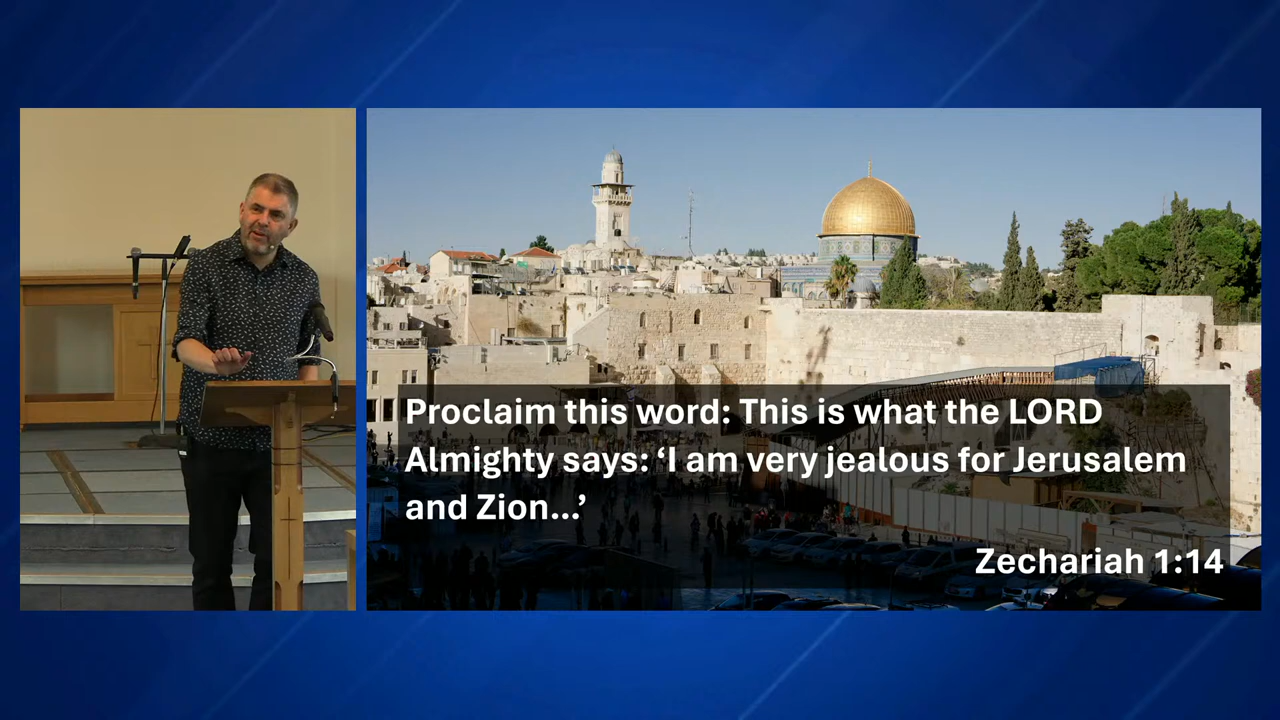 Proclaim this word: This is what the LORD
Almighty says: ‘I am very jealous for Jerusalem
and Zion...’
Zechariah 1:14